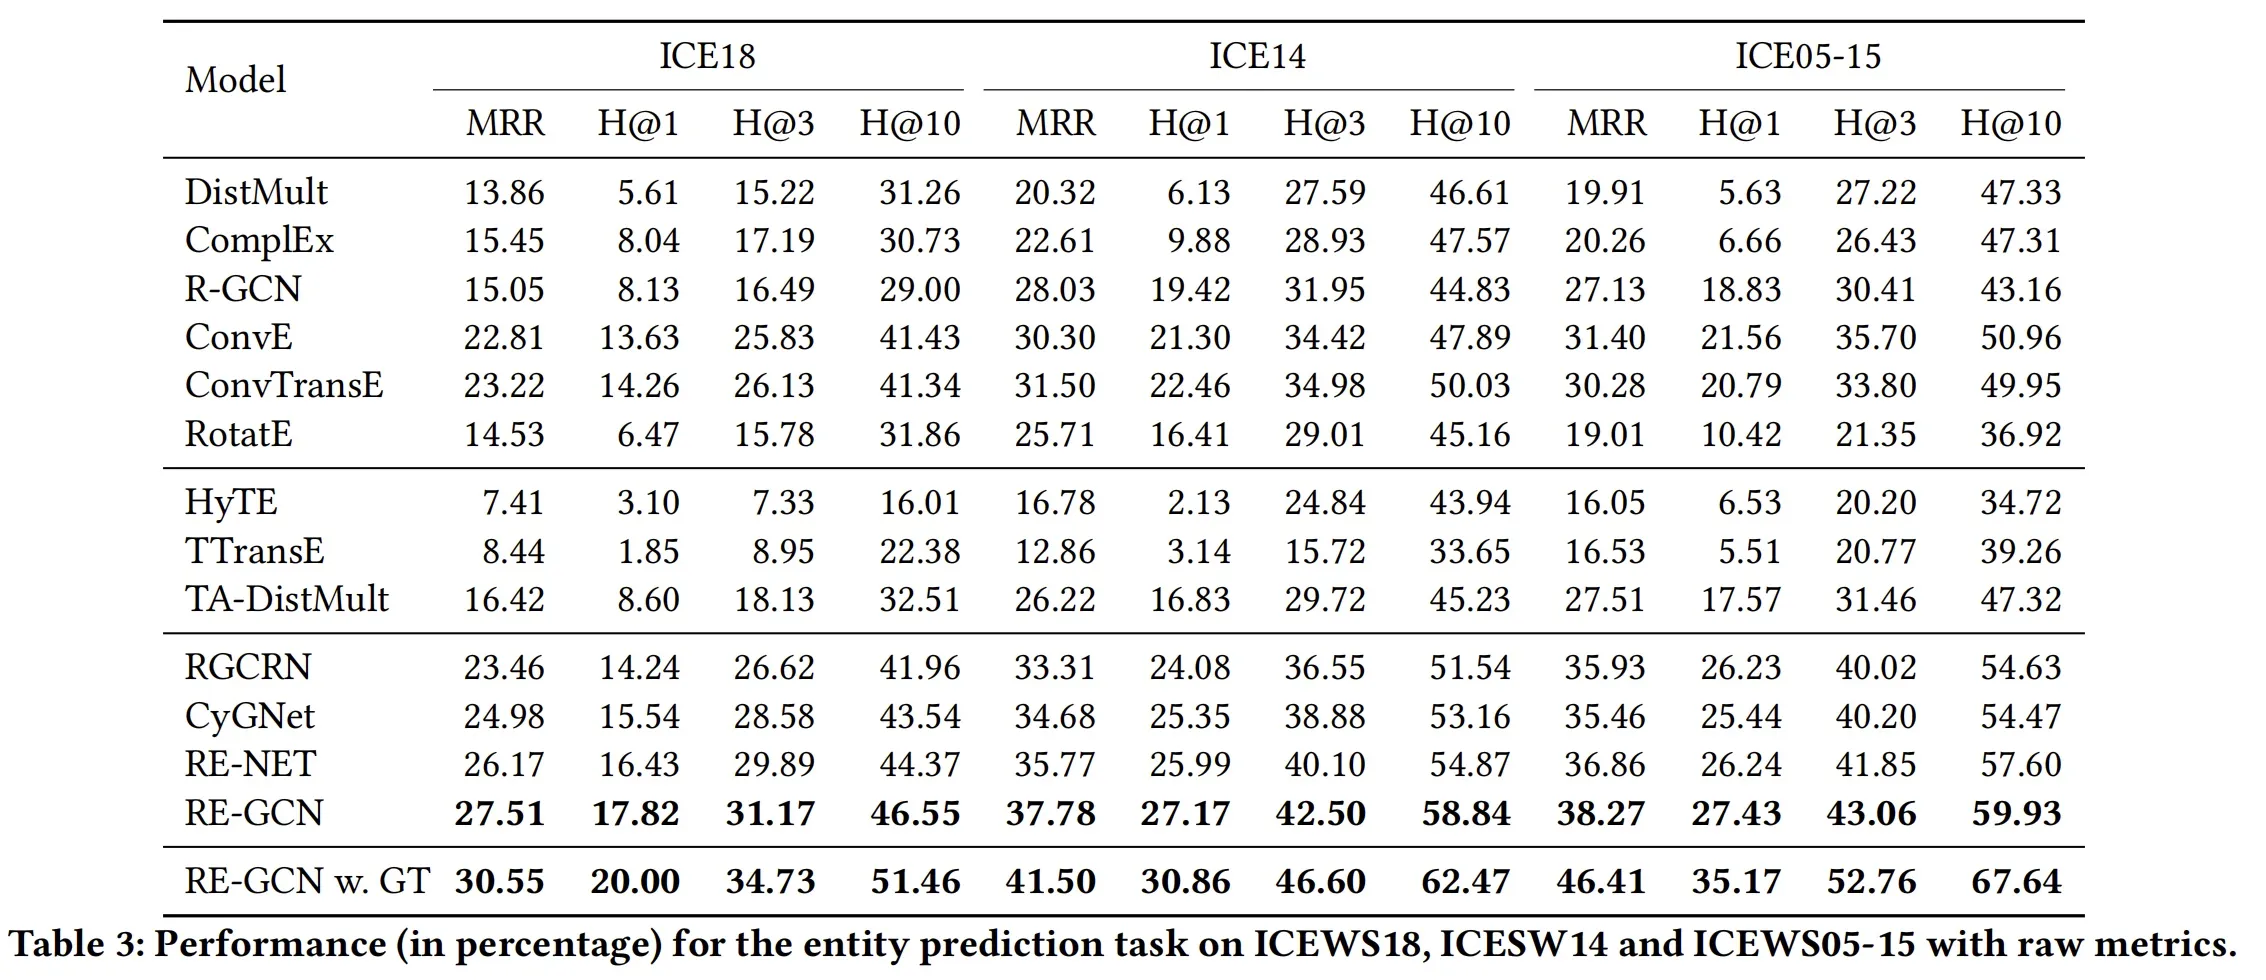 Model ICE18 ICE14 ICE05-15
MRR H@1 H@3 H@10 MRR H@1 H@3 H@10 MRR H@1 H@3 H@10
DistMult 13.86 5.61 15.22 31.26 20.32 6.13 27.59 46.61 19.91 5.63 27.22 47.33
ComplEx 15.45 8.04 17.19 30.73 22.61 9.88 28.93 47.57 20.26 6.66 26.43 47.31
R-GCN 15.05 8.13 16.49 29.00 28.03 19.42 31.95 44.83 27.13 18.83 30.41 43.16
ConvE 22.81 13.63 25.83 41.43 30.30 21.30 34.42 47.89 31.40 21.56 35.70 50.96
ConvTransE 23.22 14.26 26.13 41.34 31.50 22.46 34.98 50.03 30.28 20.79 33.80 49.95
RotatE 14.53 6.47 15.78 31.86 25.71 16.41 29.01 45.16 19.01 10.42 21.35 36.92
HyTE 7.41 3.10 7.33 16.01 16.78 2.13 24.84 43.94 16.05 6.53 20.20 34.72
TTransE 8.44 1.85 8.95 22.38 12.86 3.14 15.72 33.65 16.53 5.51 20.77 39.26
TA-DistMult 16.42 8.60 18.13 32.51 26.22 16.83 29.72 45.23 27.51 17.57 31.46 47.32
RGCRN 23.46 14.24 26.62 41.96 33.31 24.08 36.55 51.54 35.93 26.23 40.02 54.63
CyGNet 24.98 15.54 28.58 43.54 34.68 25.35 38.88 53.16 35.46 25.44 40.20 54.47
RE-NET 26.17 16.43 29.89 44.37 35.77 25.99 40.10 54.87 36.86 26.24 41.85 57.60
RE-GCN 27.51 17.82 31.17 46.55 37.78 27.17 42.50 58.84 38.27 27.43 43.06 59.93
RE-GCN w. GT 30.55 20.00 34.73 51.46 41.50 30.86 46.60 62.47 46.41 35.17 52.76 67.64
Table 3: Performance (in percentage) for the entity prediction task on ICEWS18, ICESW14 and ICEWS05-15 with raw metrics.